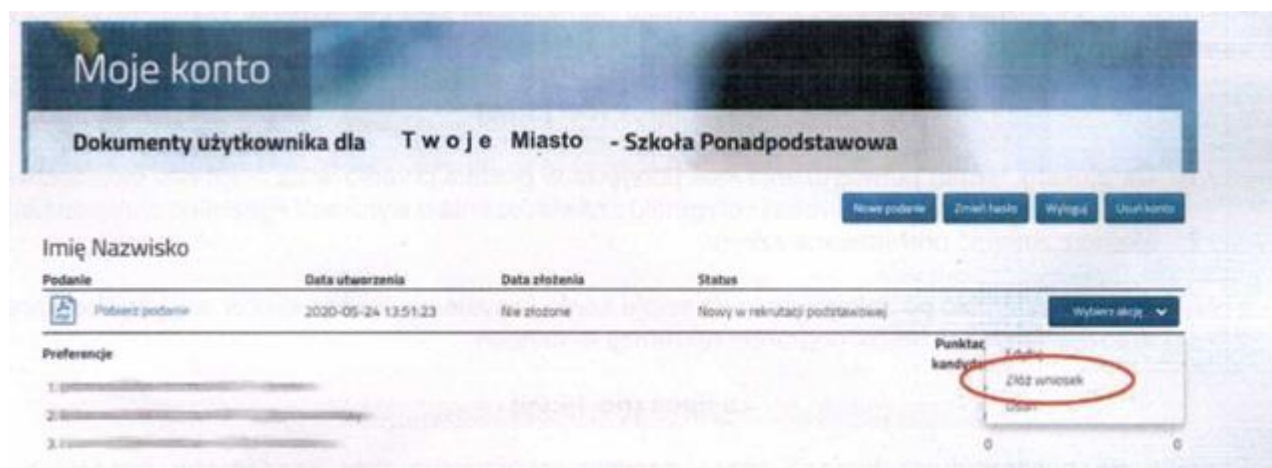 Moje konto
Dokumenty użytkownika dla Twoje Miasto - Szkoła Ponadpodstawowa
Nowe podanie Zmień hasło Wyloguj Usuń konto
Imię Nazwisko
Podanie Data utworzenia Data złożenia Status
Pobierz podanie 2020-05-24 13:51:23 Nie złożone Nowy w rekrutacji podstawowej Wybierz akcję
Preferencje Punktac
kandyda
Edytuj
Złóż wniosek
Usuń
1.
2.
3.
0 0